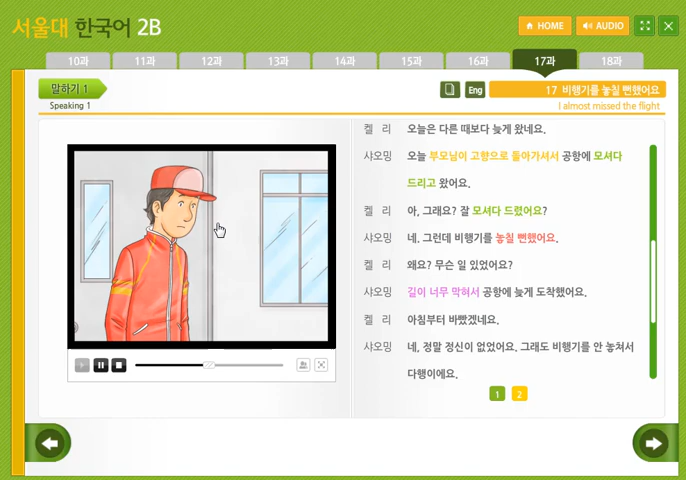 서울대 한국어 2B
HOME
AUDIO
10과 11과 12과 13과 14과 15과 16과 17과 18과
말하기 1
Speaking 1
Eng
17 비행기를 놓칠 뻔했어요
I almost missed the flight
켈 리 오늘은 다른 때보다 늦게 왔네요.
샤오밍 오늘 부모님이 고향으로 돌아가셔서 공항에 모셔다
드리고 왔어요.
켈 리 아, 그래요? 잘 모셔다 드렸어요?
샤오밍 네. 그런데 비행기를 놓칠 뻔했어요.
켈 리 왜요? 무슨 일 있었어요?
샤오밍 길이 너무 막혀서 공항에 늦게 도착했어요.
켈 리 아침부터 바빴겠네요.
샤오밍 네, 정말 정신이 없었어요. 그래도 비행기를 안 놓쳐서
다행이에요.
1 2